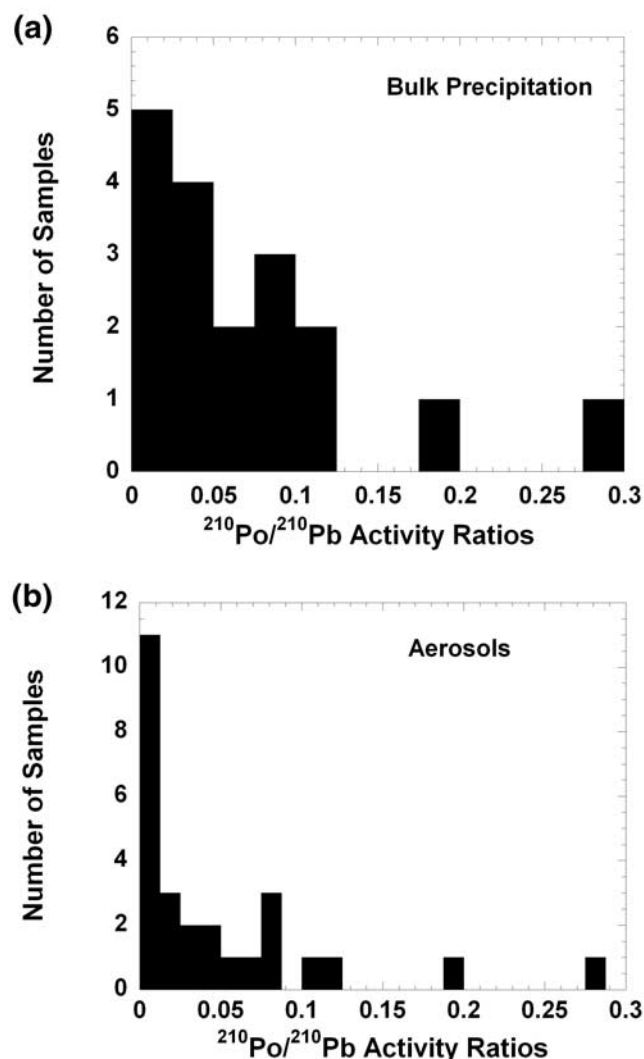 (a)
6
Bulk Precipitation
5
4
3
2
1
0
Number of Samples
0 0.05 0.1 0.15 0.2 0.25 0.3
²¹⁰Po/²¹⁰Pb Activity Ratios
(b)
12
Aerosols
10
8
6
4
2
0
Number of Samples
0 0.05 0.1 0.15 0.2 0.25 0.3
²¹⁰Po/²¹⁰Pb Activity Ratios